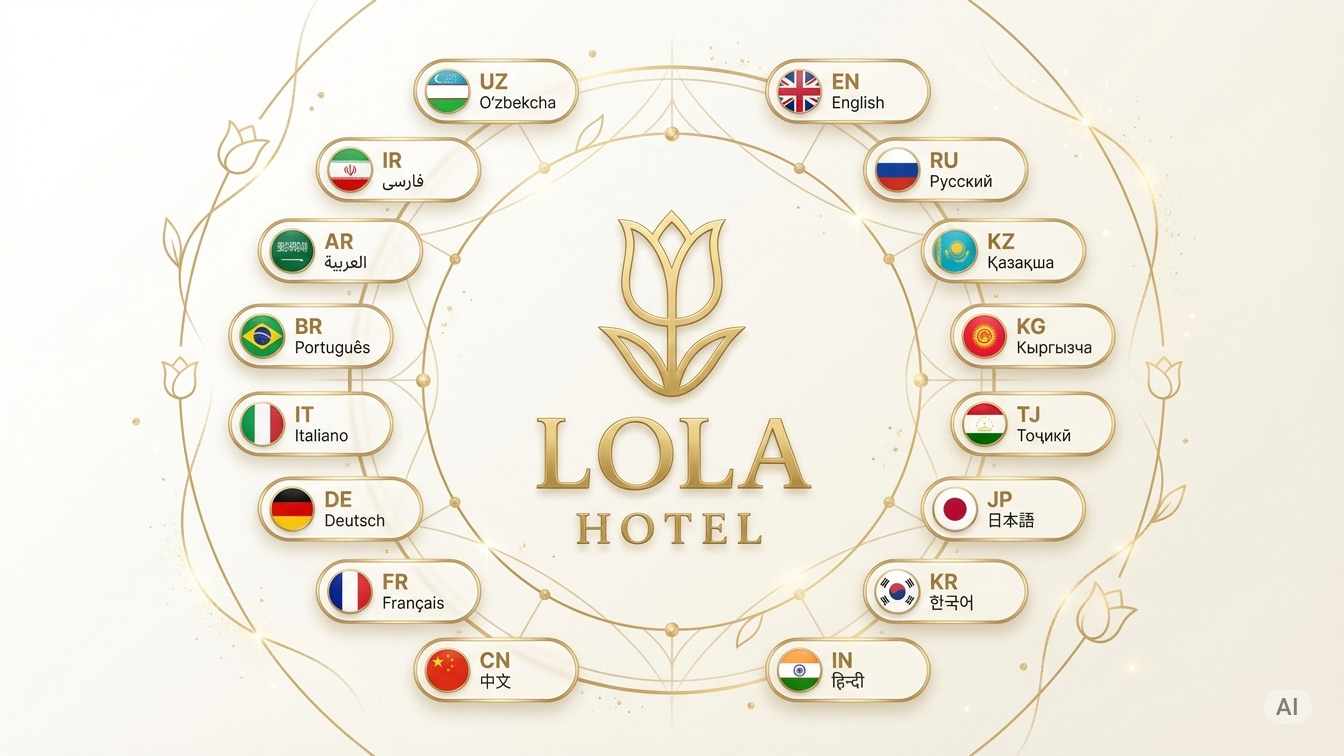 UZ
Oʻzbekcha
EN
English
IR
فارسی
RU
Русский
AR
العربية
KZ
Қазақша
BR
Português
KG
Кыргызча
IT
Italiano
TJ
Тоҷикӣ
DE
Deutsch
JP
日本語
FR
Français
KR
한국어
CN
中文
IN
हिन्दी
LOLA
HOTEL
AI